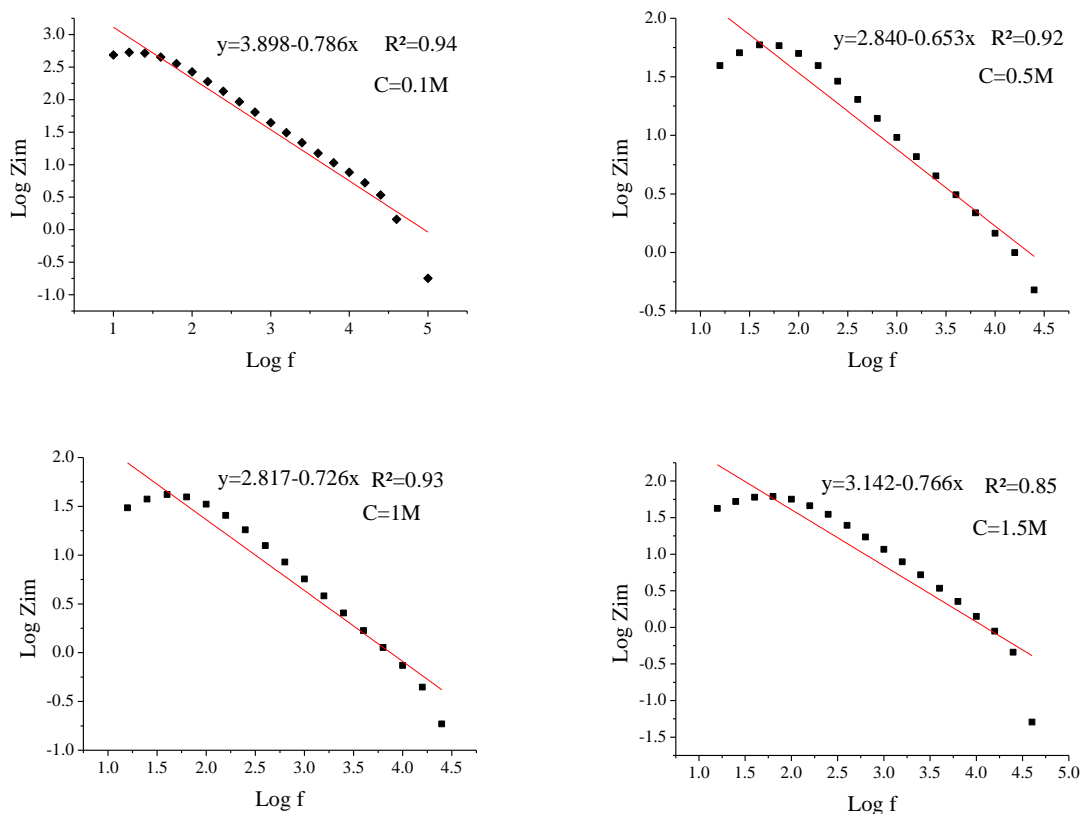 y=3.898-0.786x R²=0.94
C=0.1M
3.0
2.5
2.0
1.5
1.0
0.5
0.0
-0.5
-1.0
Log Zim
1 2 3 4 5
Log f
y=2.840-0.653x R²=0.92
C=0.5M
2.0
1.5
1.0
0.5
0.0
-0.5
Log Zim
1.0 1.5 2.0 2.5 3.0 3.5 4.0 4.5
Log f
y=2.817-0.726x R²=0.93
C=1M
2.0
1.5
1.0
0.5
0.0
-0.5
-1.0
Log Zim
1.0 1.5 2.0 2.5 3.0 3.5 4.0 4.5
Log f
y=3.142-0.766x R²=0.85
C=1.5M
2.0
1.5
1.0
0.5
0.0
-0.5
-1.0
-1.5
Log Zim
1.0 1.5 2.0 2.5 3.0 3.5 4.0 4.5 5.0
Log f